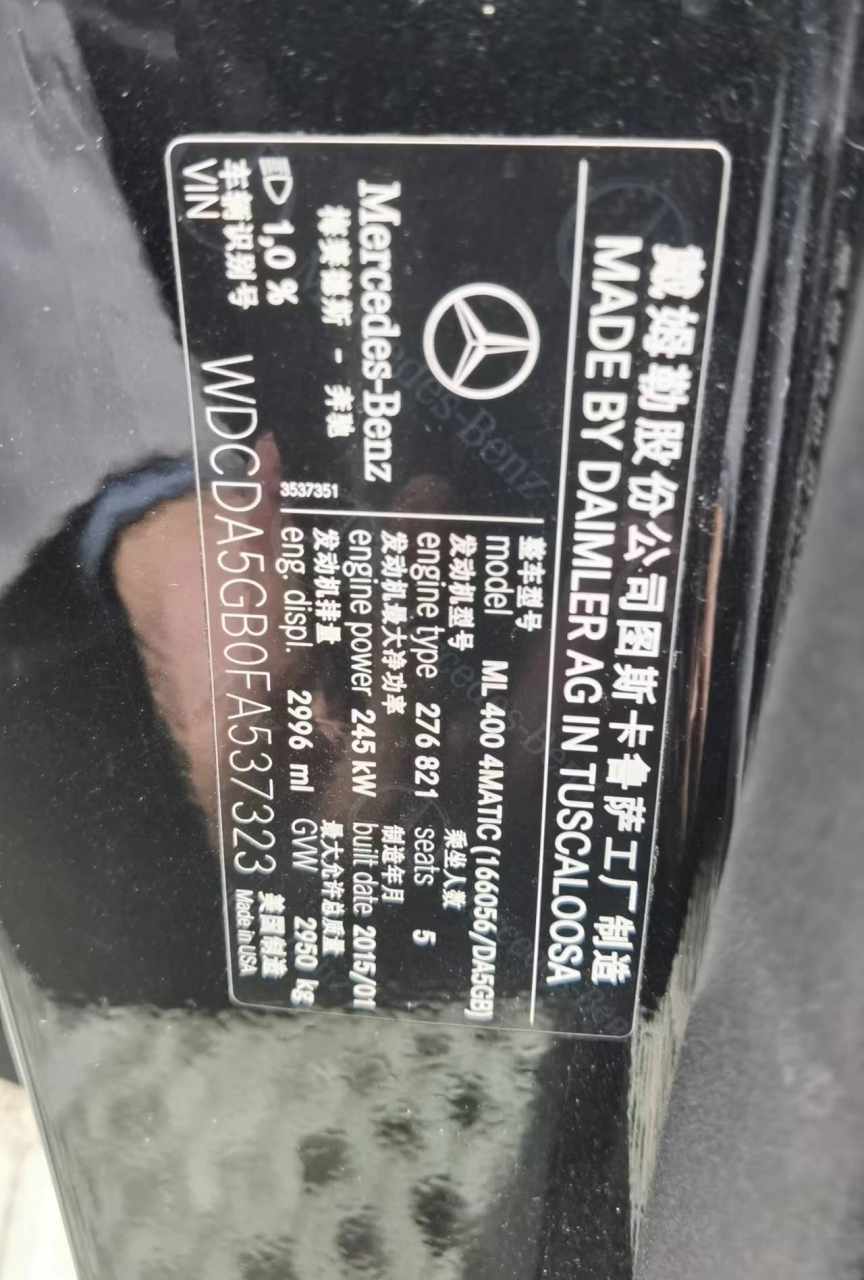 戴姆勒股份公司图斯卡鲁萨工厂制造
MADE BY DAIMLER AG IN TUSCALOOSA
Mercedes-Benz
梅赛德斯 - 奔驰
1,0 %
3537351
整车型号
model ML 400 4MATIC (166056/DA5GB)
发动机型号 乘坐人数
engine type 276 821 seats 5
发动机最大净功率 制造年月
engine power 245 kW built date 2015/01
发动机排量 最大允许总质量
eng. displ. 2996 ml GVW 2950 kg
车辆识别号
VIN WDCDA5GB0FA537323
美国制造
Made in USA